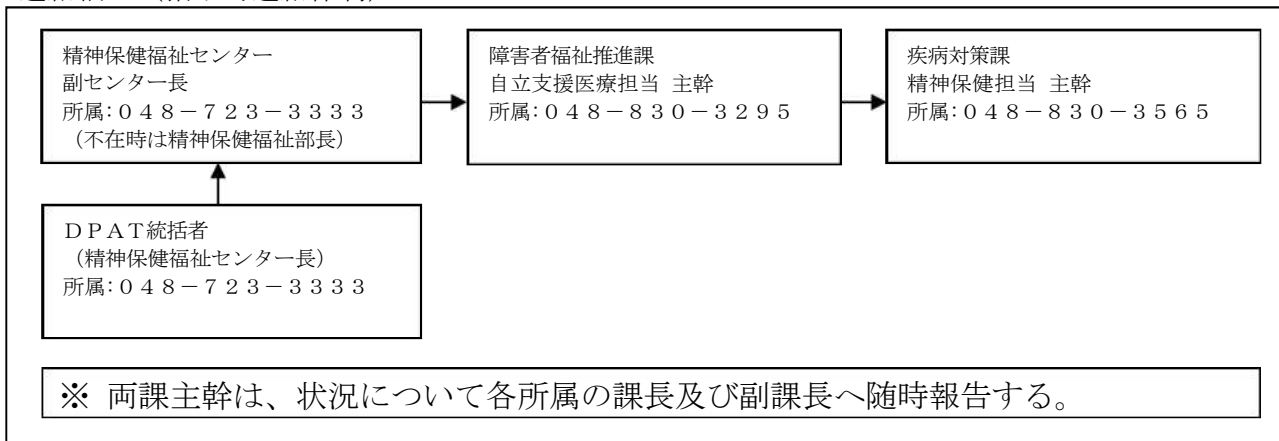 精神保健福祉センター
副センター長
所属:０４８－７２３－３３３３
（不在時は精神保健福祉部長）
障害者福祉推進課
自立支援医療担当 主幹
所属:０４８－８３０－３２９５
疾病対策課
精神保健担当 主幹
所属:０４８－８３０－３５６５
ＤＰＡＴ統括者
（精神保健福祉センター長）
所属:０４８－７２３－３３３３
※ 両課主幹は、状況について各所属の課長及び副課長へ随時報告する。